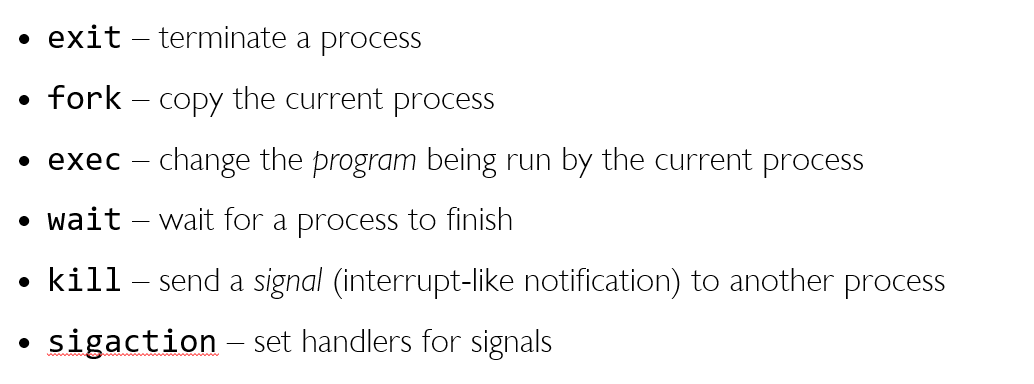 • exit – terminate a process
• fork – copy the current process
• exec – change the program being run by the current process
• wait – wait for a process to finish
• kill – send a signal (interrupt-like notification) to another process
• sigaction – set handlers for signals